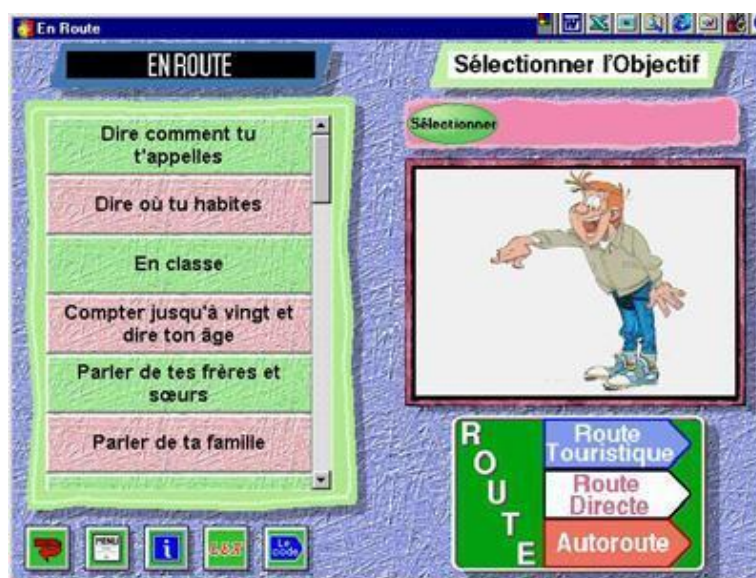 En Route
EN ROUTE
Dire comment tu
t'appelles
Dire où tu habites
En classe
Compter jusqu'à vingt et
dire ton âge
Parler de tes frères et
sœurs
Parler de ta famille
MENU
i
Le
code
Sélectionner l'Objectif
Sélectionner
ROUTE
Route
Touristique
Route
Directe
Autoroute